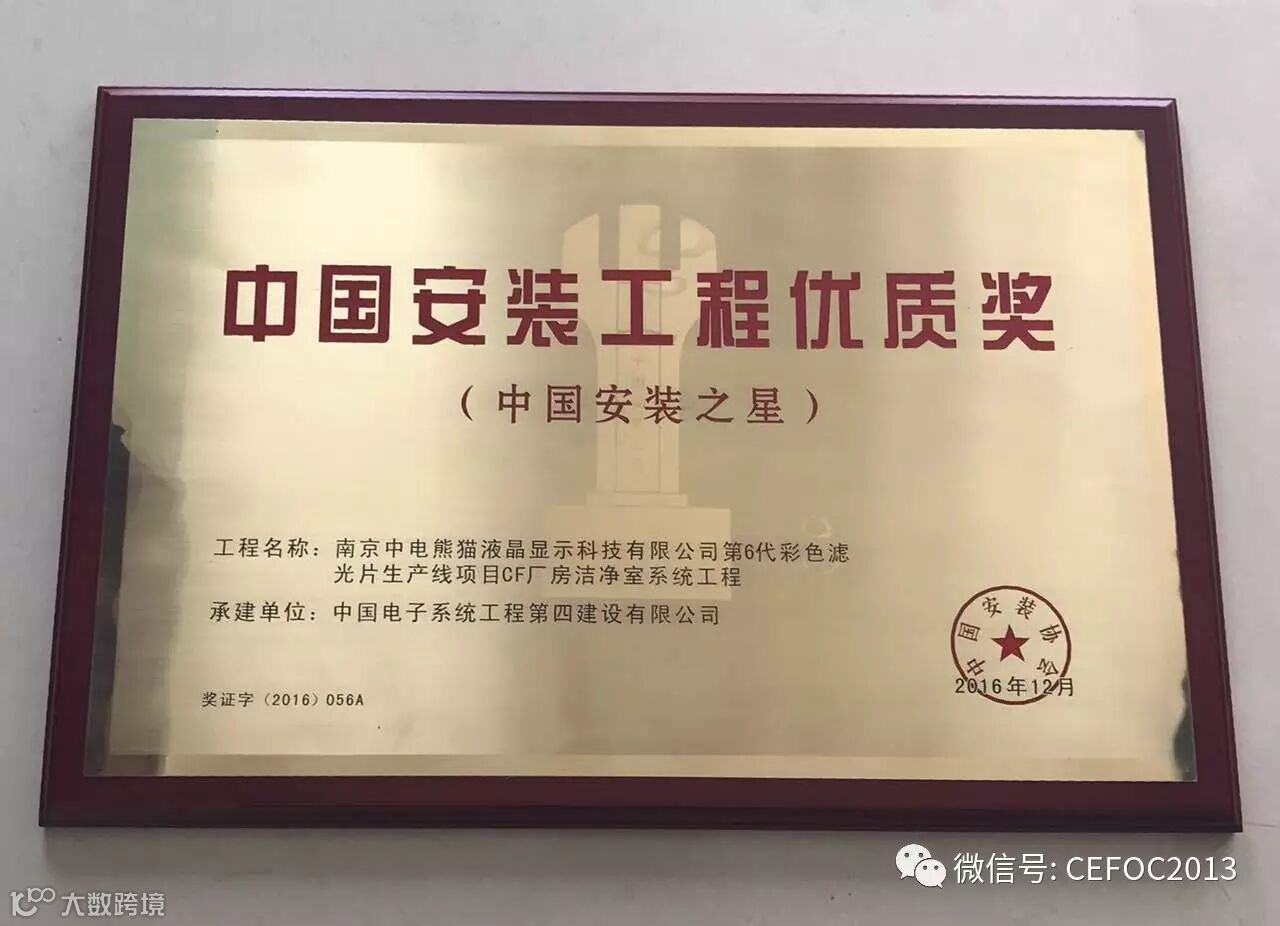 中国安装工程优质奖
（中国安装之星）
工程名称：南京中电熊猫液晶显示科技有限公司第6代彩色滤
光片生产线项目CF厂房洁净室系统工程
承建单位：中国电子系统工程第四建设有限公司
中国安装协会
2016年12月
奖证字（2016）056A
微信号: CEFOC2013
大数跨境